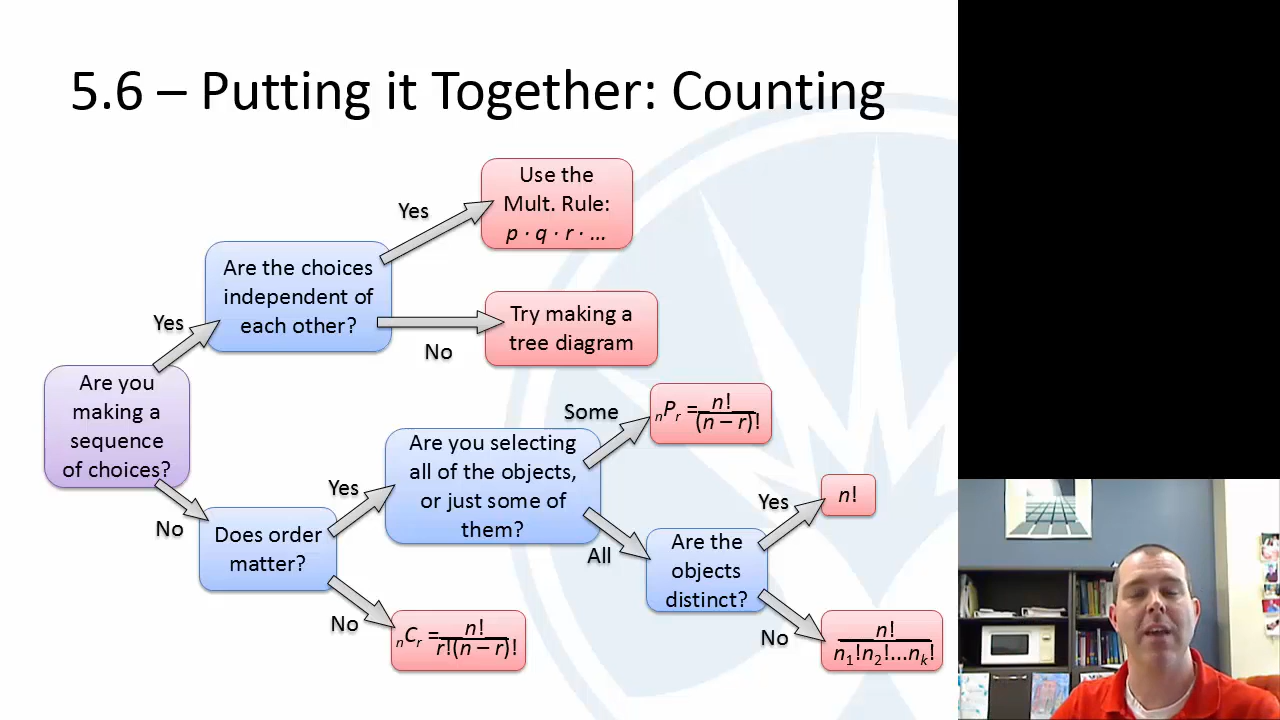 5.6 – Putting it Together: Counting
Use the
Mult. Rule:
p · q · r · …
Yes
Are the choices
independent of
each other?
Yes
Try making a
tree diagram
No
Are you
making a
sequence
of choices?
Some
nPr = n!
(n – r)!
Are you selecting
all of the objects,
or just some of
them?
Yes
No
Does order
matter?
Yes
n!
All
Are the
objects
distinct?
No
nCr = n!
r!(n – r)!
No
n!
n1!n2!...nk!